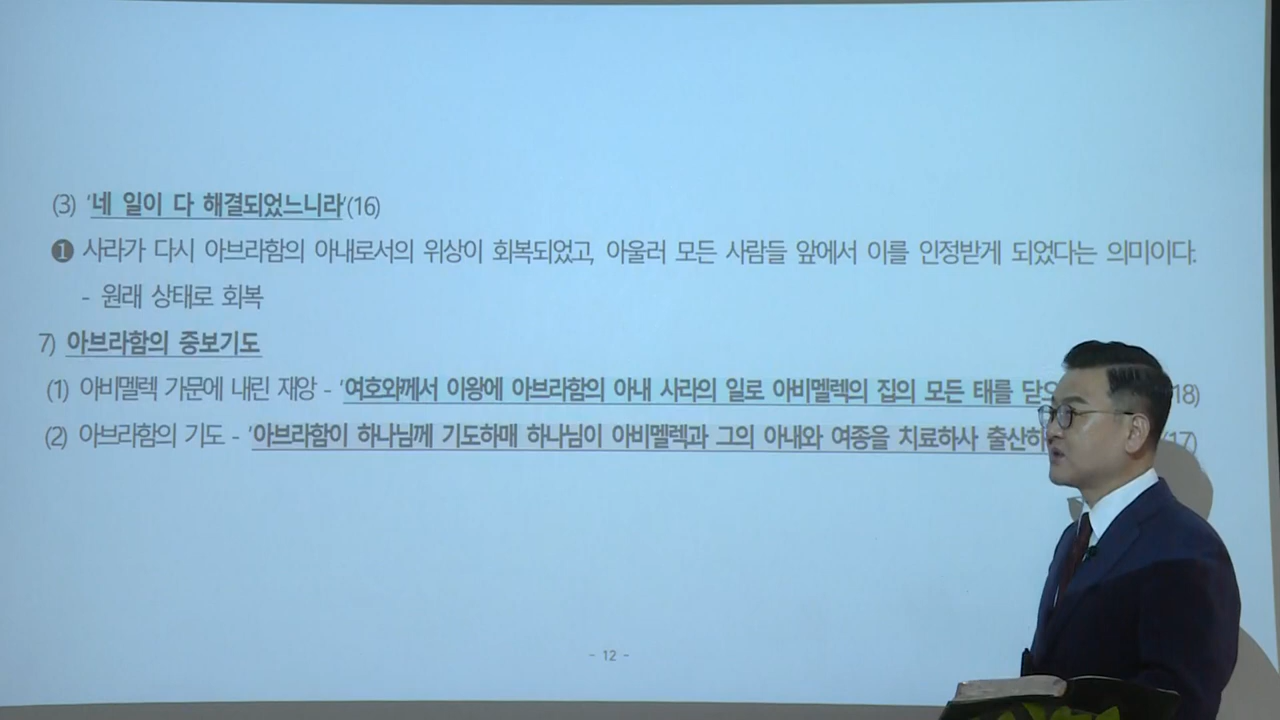 (3) '네 일이 다 해결되었느니라'(16)
❶ 사라가 다시 아브라함의 아내로서의 위상이 회복되었고, 아울러 모든 사람들 앞에서 이를 인정받게 되었다는 의미이다.
- 원래 상태로 회복
7) 아브라함의 중보기도
(1) 아비멜렉 가문에 내린 재앙 - '여호와께서 이왕에 아브라함의 아내 사라의 일로 아비멜렉의 집의 모든 태를 18)
(2) 아브라함의 기도 - '아브라함이 하나님께 기도하매 하나님이 아비멜렉과 그의 아내와 여종을 치료하사 (17)
- 12 -